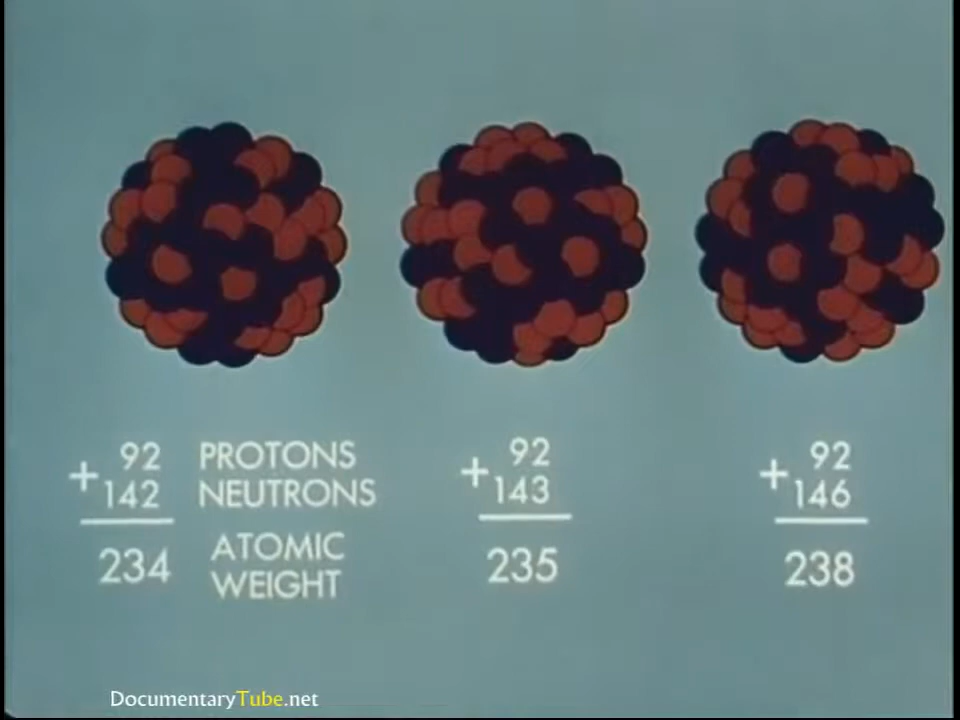 92 PROTONS
+142 NEUTRONS
234 ATOMIC WEIGHT
92
+143
235
92
+146
238
DocumentaryTube.net